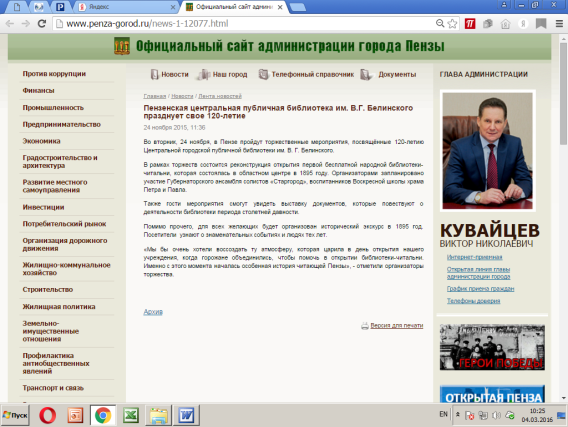 Яндекс
Официальный сайт админис
www.penza-gorod.ru/news-1-12077.html
Официальный сайт администрации города Пензы
Против коррупции
Финансы
Промышленность
Предпринимательство
Экономика
Градостроительство и
архитектура
Развитие местного
самоуправления
Инвестиции
Потребительский рынок
Организация дорожного
движения
Жилищно-коммунальное
хозяйство
Строительство
Жилищная политика
Земельно-
имущественные
отношения
Профилактика
антиобщественных
явлений
Транспорт и связь
Новости
Наш город
Телефонный справочник
Документы
Главная / Новости / Лента новостей
Пензенская центральная публичная библиотека им. В.Г. Белинского
празднует свое 120-летие
24 ноября 2015, 11:36
Во вторник, 24 ноября, в Пензе пройдут торжественные мероприятия, посвящённые 120-летию
Центральной городской публичной библиотеки им. В. Г. Белинского.
В рамках торжеств состоится реконструкция открытия первой бесплатной народной библиотеки-
читальни, которая состоялась в областном центре в 1895 году. Организаторами запланировано
участие Губернаторского ансамбля солистов «Старгород», воспитанников Воскресной школы храма
Петра и Павла.
Также гости мероприятия смогут увидеть выставку документов, которые повествуют о
деятельности библиотеки периода столетней давности.
Помимо прочего, для всех желающих будет организован исторический экскурс в 1895 год.
Посетители узнают о знаменательных событиях и людях тех лет.
«Мы бы очень хотели воссоздать ту атмосферу, которая царила в день открытия нашего
учреждения, когда горожане объединились, чтобы помочь в открытии библиотеки-читальни.
Именно с этого момента началась особенная история читающей Пензы», - отметили организаторы
торжества.
Архив
Версия для печати
ГЛАВА АДМИНИСТРАЦИИ
КУВАЙЦЕВ
ВИКТОР НИКОЛАЕВИЧ
Интернет-приемная
Открытая линия главы
администрации города
График приема граждан
Телефоны доверия
ГЕРОИ ПОБЕДЫ
ОТКРЫТАЯ ПЕНЗА
Пуск
EN
10:25
04.03.2016